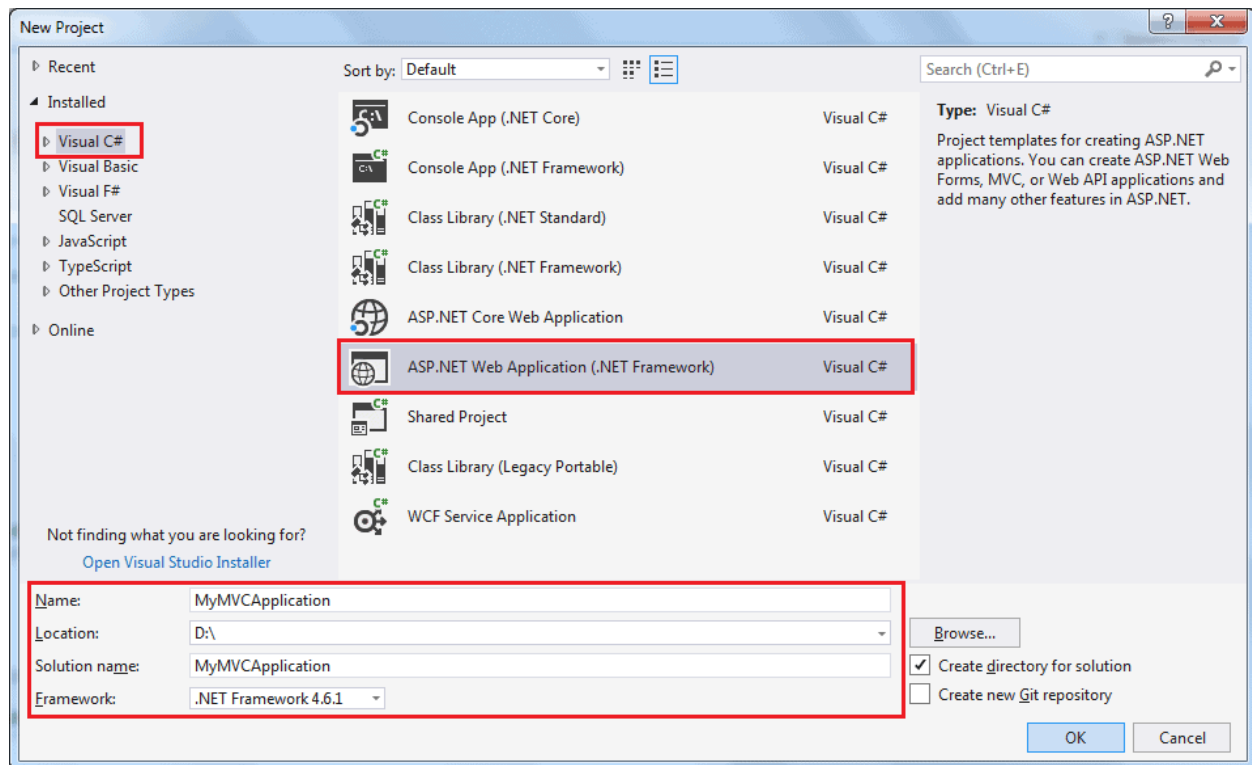 New Project
Recent
Installed
Visual C#
Visual Basic
Visual F#
SQL Server
JavaScript
TypeScript
Other Project Types
Online
Not finding what you are looking for?
Open Visual Studio Installer
Sort by: Default
Console App (.NET Core) Visual C#
Console App (.NET Framework) Visual C#
Class Library (.NET Standard) Visual C#
Class Library (.NET Framework) Visual C#
ASP.NET Core Web Application Visual C#
ASP.NET Web Application (.NET Framework) Visual C#
Shared Project Visual C#
Class Library (Legacy Portable) Visual C#
WCF Service Application Visual C#
Search (Ctrl+E)
Type: Visual C#
Project templates for creating ASP.NET
applications. You can create ASP.NET Web
Forms, MVC, or Web API applications and
add many other features in ASP.NET.
Name: MyMVCApplication
Location: D:\
Solution name: MyMVCApplication
Framework: .NET Framework 4.6.1
Browse...
Create directory for solution
Create new Git repository
OK Cancel